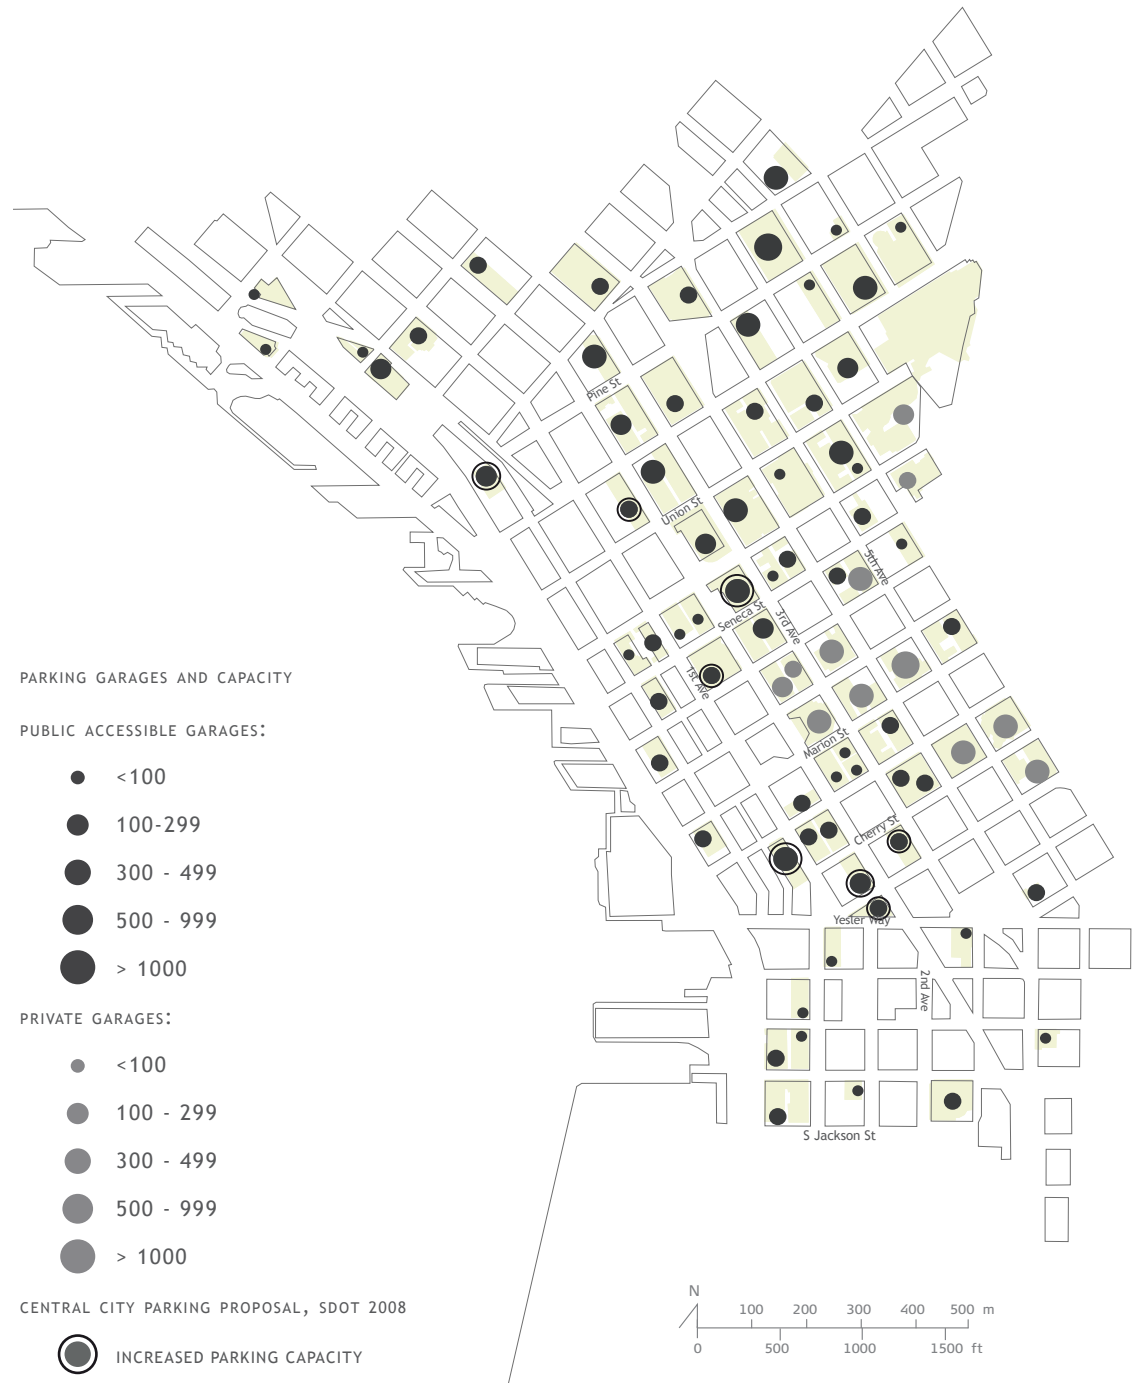 Pine St
Union St
5th Ave
Seneca St
3rd Ave
1st Ave
Marion St
Cherry St
Yesler Way
2nd Ave
S Jackson St
PARKING GARAGES AND CAPACITY
PUBLIC ACCESSIBLE GARAGES:
<100
100-299
300 - 499
500 - 999
> 1000
PRIVATE GARAGES:
<100
100 - 299
300 - 499
500 - 999
> 1000
CENTRAL CITY PARKING PROPOSAL, SDOT 2008
INCREASED PARKING CAPACITY
N
100 200 300 400 500 m
0 500 1000 1500 ft